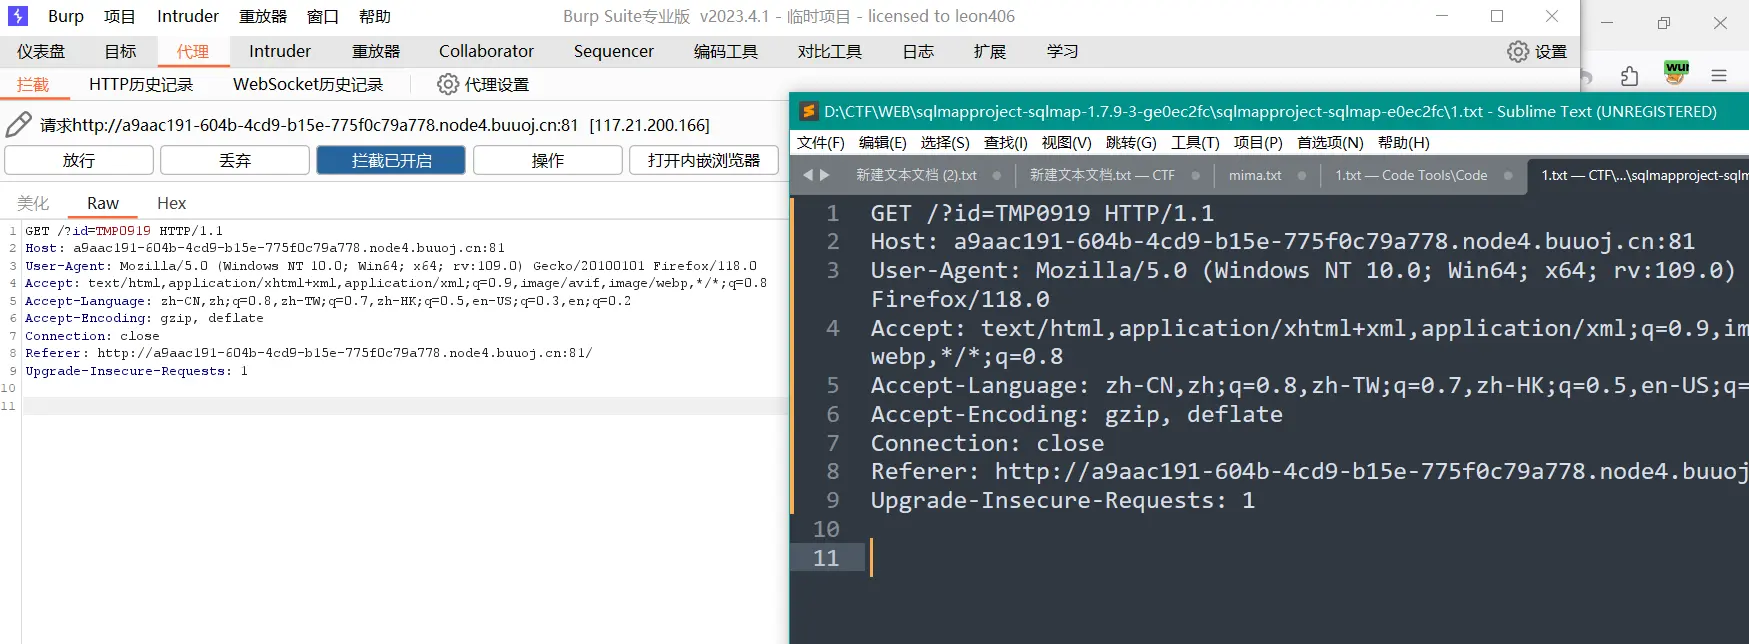 Burp 项目 Intruder 重放器 窗口 帮助 Burp Suite专业版 v2023.4.1 - 临时项目 - licensed to leon406
仪表盘 目标 代理 Intruder 重放器 Collaborator Sequencer 编码工具 对比工具 日志 扩展 学习 设置
拦截 HTTP历史记录 WebSocket历史记录 代理设置
请求http://a9aac191-604b-4cd9-b15e-775f0c79a778.node4.buuoj.cn:81 [117.21.200.166]
放行 丢弃 拦截已开启 操作 打开内嵌浏览器
美化 Raw Hex
1 GET /?id=TMP0919 HTTP/1.1
2 Host: a9aac191-604b-4cd9-b15e-775f0c79a778.node4.buuoj.cn:81
3 User-Agent: Mozilla/5.0 (Windows NT 10.0; Win64; x64; rv:109.0) Gecko/20100101 Firefox/118.0
4 Accept: text/html,application/xhtml+xml,application/xml;q=0.9,image/avif,image/webp,*/*;q=0.8
5 Accept-Language: zh-CN,zh;q=0.8,zh-TW;q=0.7,zh-HK;q=0.5,en-US;q=0.3,en;q=0.2
6 Accept-Encoding: gzip, deflate
7 Connection: close
8 Referer: http://a9aac191-604b-4cd9-b15e-775f0c79a778.node4.buuoj.cn:81/
9 Upgrade-Insecure-Requests: 1
10
11
D:\CTF\WEB\sqlmapproject-sqlmap-1.7.9-3-ge0ec2fc\sqlmapproject-sqlmap-e0ec2fc\1.txt - Sublime Text (UNREGISTERED)
文件(F) 编辑(E) 选择(S) 查找(I) 视图(V) 跳转(G) 工具(T) 项目(P) 首选项(N) 帮助(H)
新建文本文档 (2).txt 新建文本文档.txt — CTF mima.txt 1.txt — Code Tools\Code 1.txt — CTF\...\sqlmapproject-sqlm
1 GET /?id=TMP0919 HTTP/1.1
2 Host: a9aac191-604b-4cd9-b15e-775f0c79a778.node4.buuoj.cn:81
3 User-Agent: Mozilla/5.0 (Windows NT 10.0; Win64; x64; rv:109.0)
Firefox/118.0
4 Accept: text/html,application/xhtml+xml,application/xml;q=0.9,im
webp,*/*;q=0.8
5 Accept-Language: zh-CN,zh;q=0.8,zh-TW;q=0.7,zh-HK;q=0.5,en-US;q=
6 Accept-Encoding: gzip, deflate
7 Connection: close
8 Referer: http://a9aac191-604b-4cd9-b15e-775f0c79a778.node4.buuoj
9 Upgrade-Insecure-Requests: 1
10
11